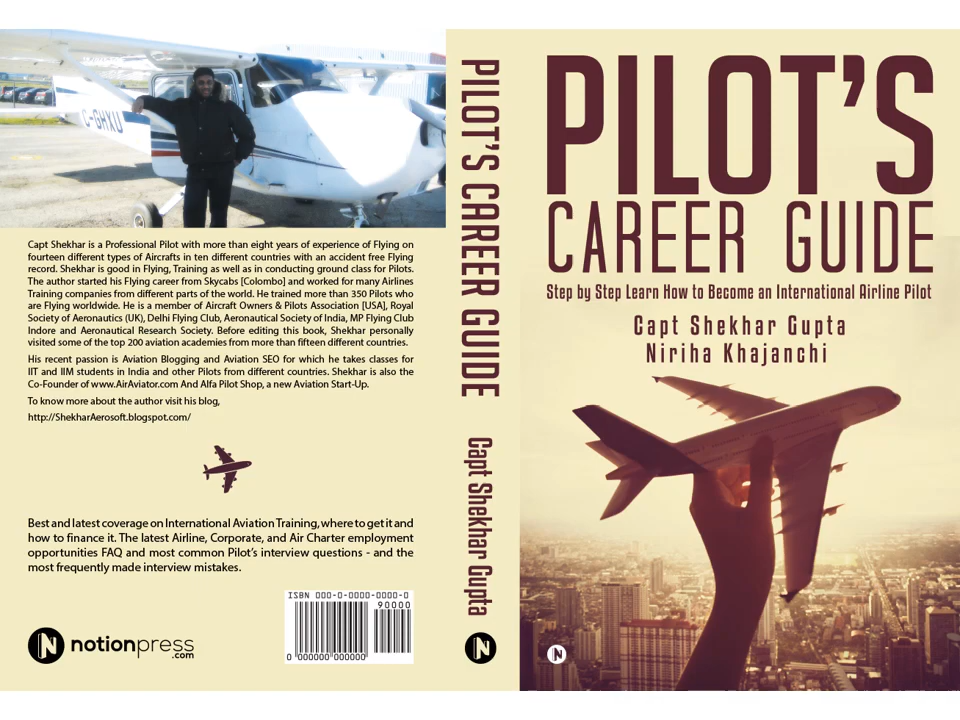 C-GHXU
Capt Shekhar is a Professional Pilot with more than eight years of experience of Flying on
fourteen different types of Aircrafts in ten different countries with an accident free Flying
record. Shekhar is good in Flying, Training as well as in conducting ground class for Pilots.
The author started his Flying career from Skycabs [Colombo] and worked for many Airlines
Training companies from different parts of the world. He trained more than 350 Pilots who
are Flying worldwide. He is a member of Aircraft Owners & Pilots Association [USA], Royal
Society of Aeronautics (UK), Delhi Flying Club, Aeronautical Society of India, MP Flying Club
Indore and Aeronautical Research Society. Before editing this book, Shekhar personally
visited some of the top 200 aviation academies from more than fifteen different countries.
His recent passion is Aviation Blogging and Aviation SEO for which he takes classes for
IIT and IIM students in India and other Pilots from different countries. Shekhar is also the
Co-Founder of www.AirAviator.com And Alfa Pilot Shop, a new Aviation Start-Up.
To know more about the author visit his blog,
http://ShekharAerosoft.blogspot.com/
Best and latest coverage on International Aviation Training, where to get it and
how to finance it. The latest Airline, Corporate, and Air Charter employment
opportunities FAQ and most common Pilot's interview questions - and the
most frequently made interview mistakes.
N notionpress
.com
ISBN 000-0-0000-0000-0
90000
0 000000 000000
PILOT'S CAREER GUIDE
Capt Shekhar Gupta
N
PILOT'S
CAREER GUIDE
Step by Step Learn How to Become an International Airline Pilot
Capt Shekhar Gupta
Niriha Khajanchi
N